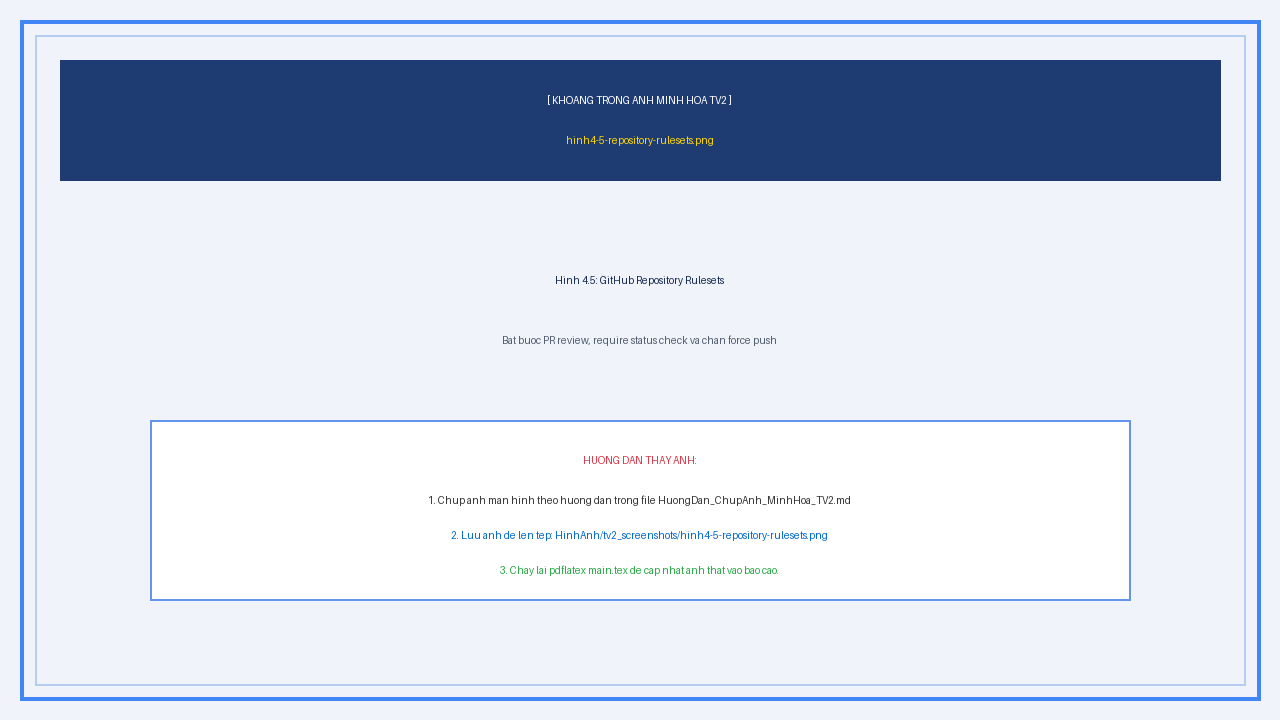 [ KHOANG TRONG ANH MINH HOA TV2 ]
hinh4-5-repository-rulesets.png
Hinh 4.5: GitHub Repository Rulesets
Bat buoc PR review, require status check va chan force push
HUONG DAN THAY ANH:
1. Chup anh man hinh theo huong dan trong file HuongDan_ChupAnh_MinhHoa_TV2.md
2. Luu anh de len tep: HinhAnh/tv2_screenshots/hinh4-5-repository-rulesets.png
3. Chay lai pdflatex main.tex de cap nhat anh that vao bao cao.